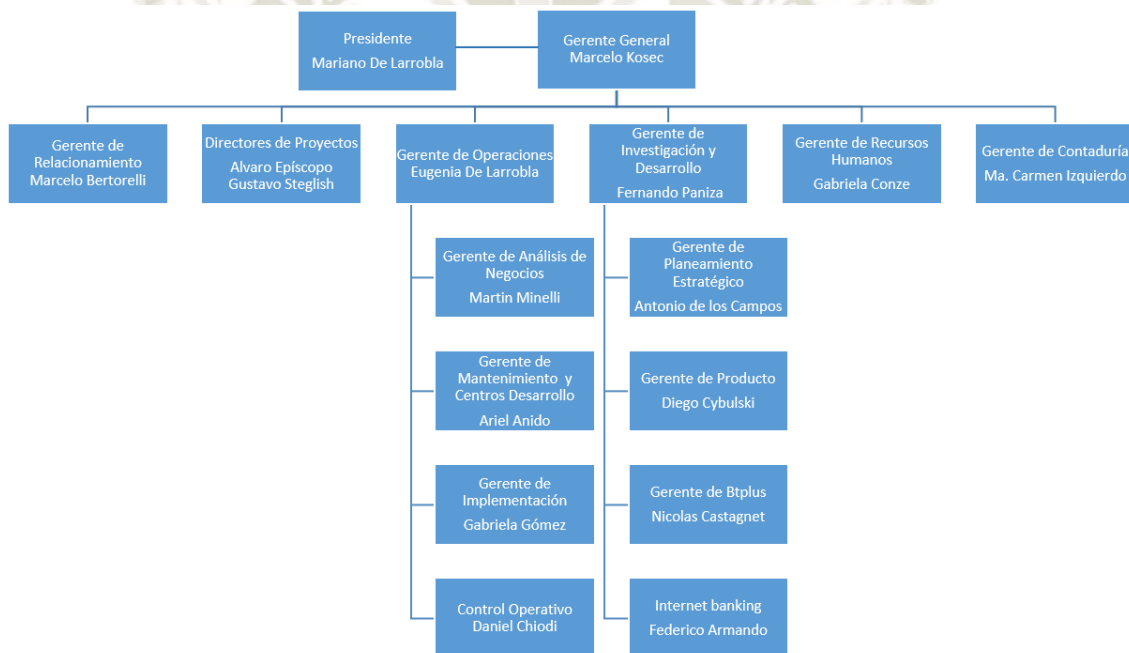 Presidente
Mariano De Larrobla
Gerente General
Marcelo Kosec
Gerente de
Relacionamiento
Marcelo Bertorelli
Directores de Proyectos
Alvaro Epíscopo
Gustavo Steglish
Gerente de Operaciones
Eugenia De Larrobla
Gerente de
Investigación y
Desarrollo
Fernando Paniza
Gerente de Recursos
Humanos
Gabriela Conze
Gerente de Contaduría
Ma. Carmen Izquierdo
Gerente de Análisis de
Negocios
Martin Minelli
Gerente de
Mantenimiento y
Centros Desarrollo
Ariel Anido
Gerente de
Implementación
Gabriela Gómez
Control Operativo
Daniel Chiodi
Gerente de
Planeamiento
Estratégico
Antonio de los Campos
Gerente de Producto
Diego Cybulski
Gerente de Btplus
Nicolas Castagnet
Internet banking
Federico Armando